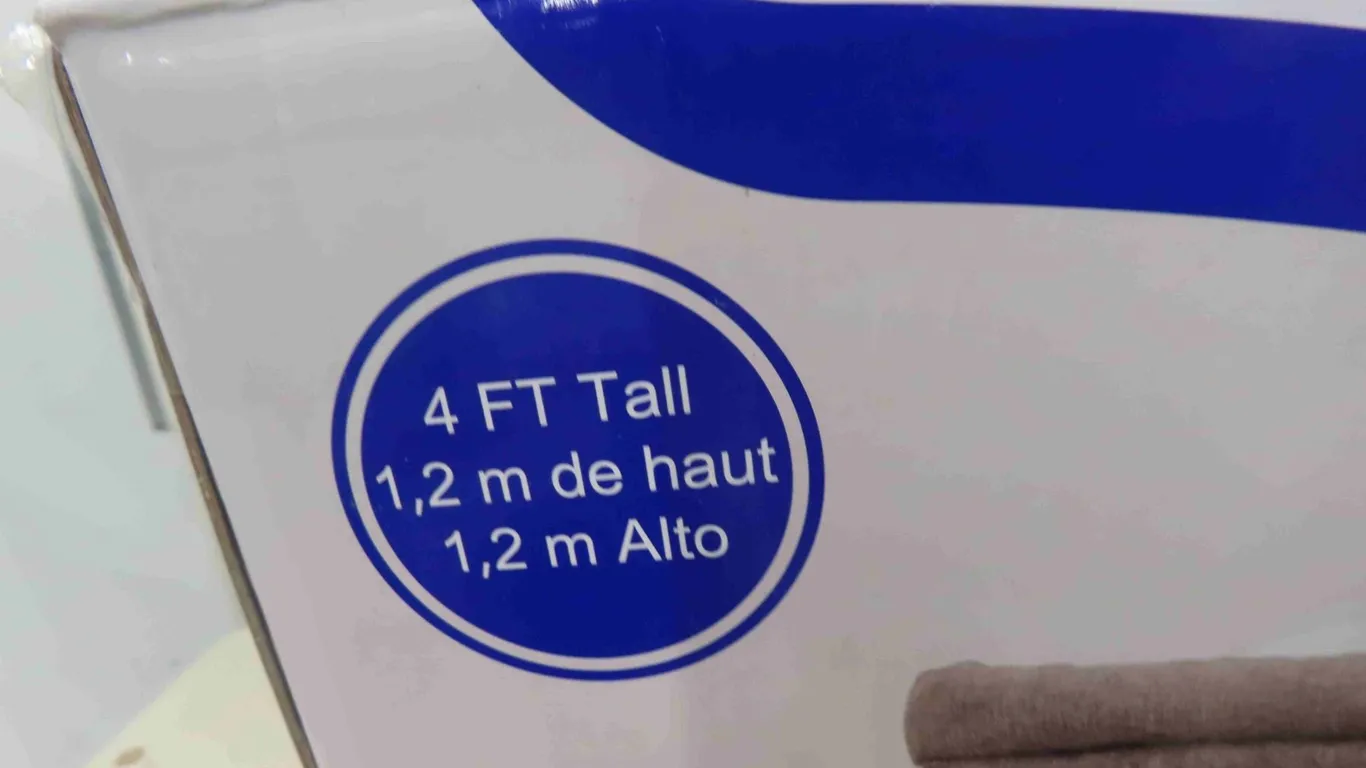 4 FT Tall
1,2 m de haut
1,2 m Alto